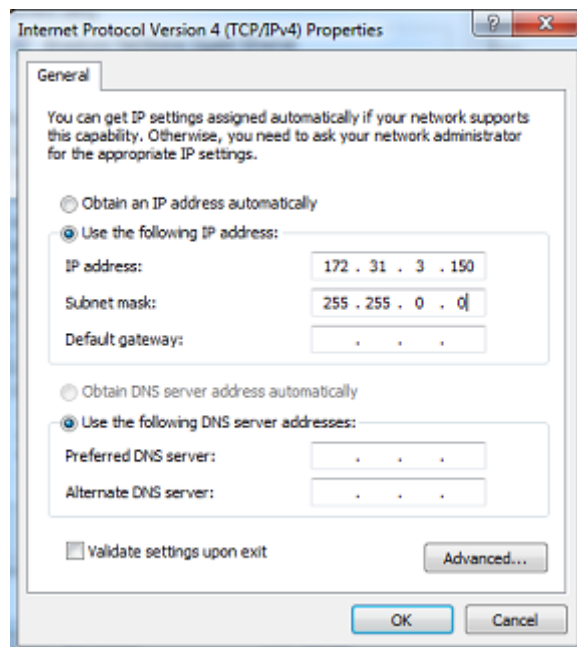 Internet Protocol Version 4 (TCP/IPv4) Properties
General
You can get IP settings assigned automatically if your network supports
this capability. Otherwise, you need to ask your network administrator
for the appropriate IP settings.
Obtain an IP address automatically
Use the following IP address:
IP address: 172 . 31 . 3 . 150
Subnet mask: 255 . 255 . 0 . 0
Default gateway: . . .
Obtain DNS server address automatically
Use the following DNS server addresses:
Preferred DNS server: . . .
Alternate DNS server: . . .
Validate settings upon exit
Advanced...
OK Cancel